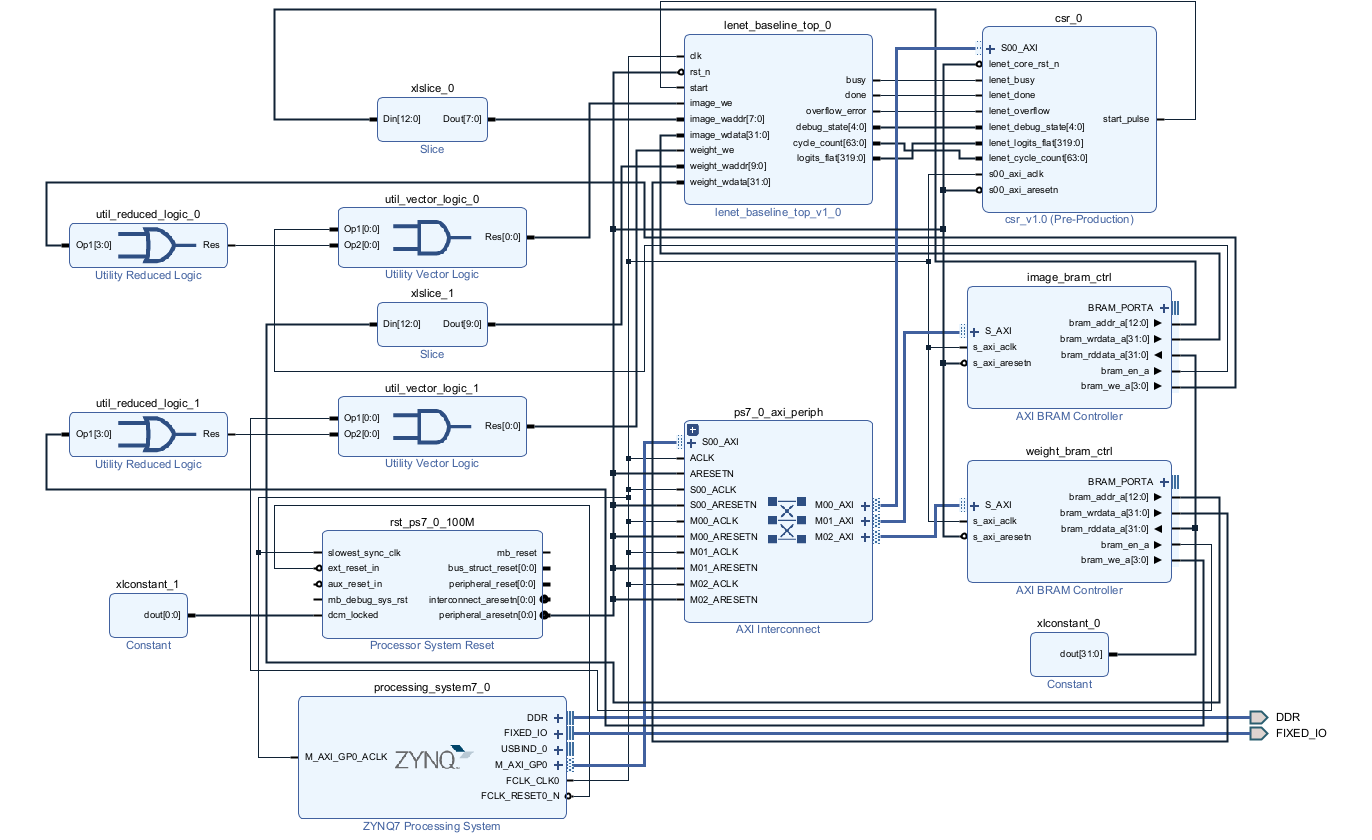 lenet_baseline_top_0
clk
rst_n
start
image_we
image_waddr[7:0]
image_wdata[31:0]
weight_we
weight_waddr[9:0]
weight_wdata[31:0]
busy
done
overflow_error
debug_state[4:0]
cycle_count[63:0]
logits_flat[319:0]
lenet_baseline_top_v1_0
csr_0
S00_AXI
lenet_core_rst_n
lenet_busy
lenet_done
lenet_overflow
lenet_debug_state[4:0]
lenet_logits_flat[319:0]
lenet_cycle_count[63:0]
s00_axi_aclk
s00_axi_aresetn
start_pulse
csr_v1.0 (Pre-Production)
xlslice_0
Din[12:0] Dout[7:0]
Slice
util_reduced_logic_0
Op1[3:0] Res
Utility Reduced Logic
util_vector_logic_0
Op1[0:0]
Op2[0:0]
Res[0:0]
Utility Vector Logic
xlslice_1
Din[12:0] Dout[9:0]
Slice
image_bram_ctrl
S_AXI
s_axi_aclk
s_axi_aresetn
BRAM_PORTA
bram_addr_a[12:0]
bram_wrdata_a[31:0]
bram_rddata_a[31:0]
bram_en_a
bram_we_a[3:0]
AXI BRAM Controller
util_reduced_logic_1
Op1[3:0] Res
Utility Reduced Logic
util_vector_logic_1
Op1[0:0]
Op2[0:0]
Res[0:0]
Utility Vector Logic
ps7_0_axi_periph
S00_AXI
ACLK
ARESETN
S00_ACLK
S00_ARESETN
M00_ACLK
M00_ARESETN
M01_ACLK
M01_ARESETN
M02_ACLK
M02_ARESETN
M00_AXI
M01_AXI
M02_AXI
AXI Interconnect
weight_bram_ctrl
S_AXI
s_axi_aclk
s_axi_aresetn
BRAM_PORTA
bram_addr_a[12:0]
bram_wrdata_a[31:0]
bram_rddata_a[31:0]
bram_en_a
bram_we_a[3:0]
AXI BRAM Controller
rst_ps7_0_100M
slowest_sync_clk
ext_reset_in
aux_reset_in
mb_debug_sys_rst
dcm_locked
mb_reset
bus_struct_reset[0:0]
peripheral_reset[0:0]
interconnect_aresetn[0:0]
peripheral_aresetn[0:0]
Processor System Reset
xlconstant_1
dout[0:0]
Constant
xlconstant_0
dout[31:0]
Constant
processing_system7_0
M_AXI_GP0_ACLK
ZYNQ
DDR
FIXED_IO
USBIND_0
M_AXI_GP0
FCLK_CLK0
FCLK_RESET0_N
ZYNQ7 Processing System
DDR
FIXED_IO